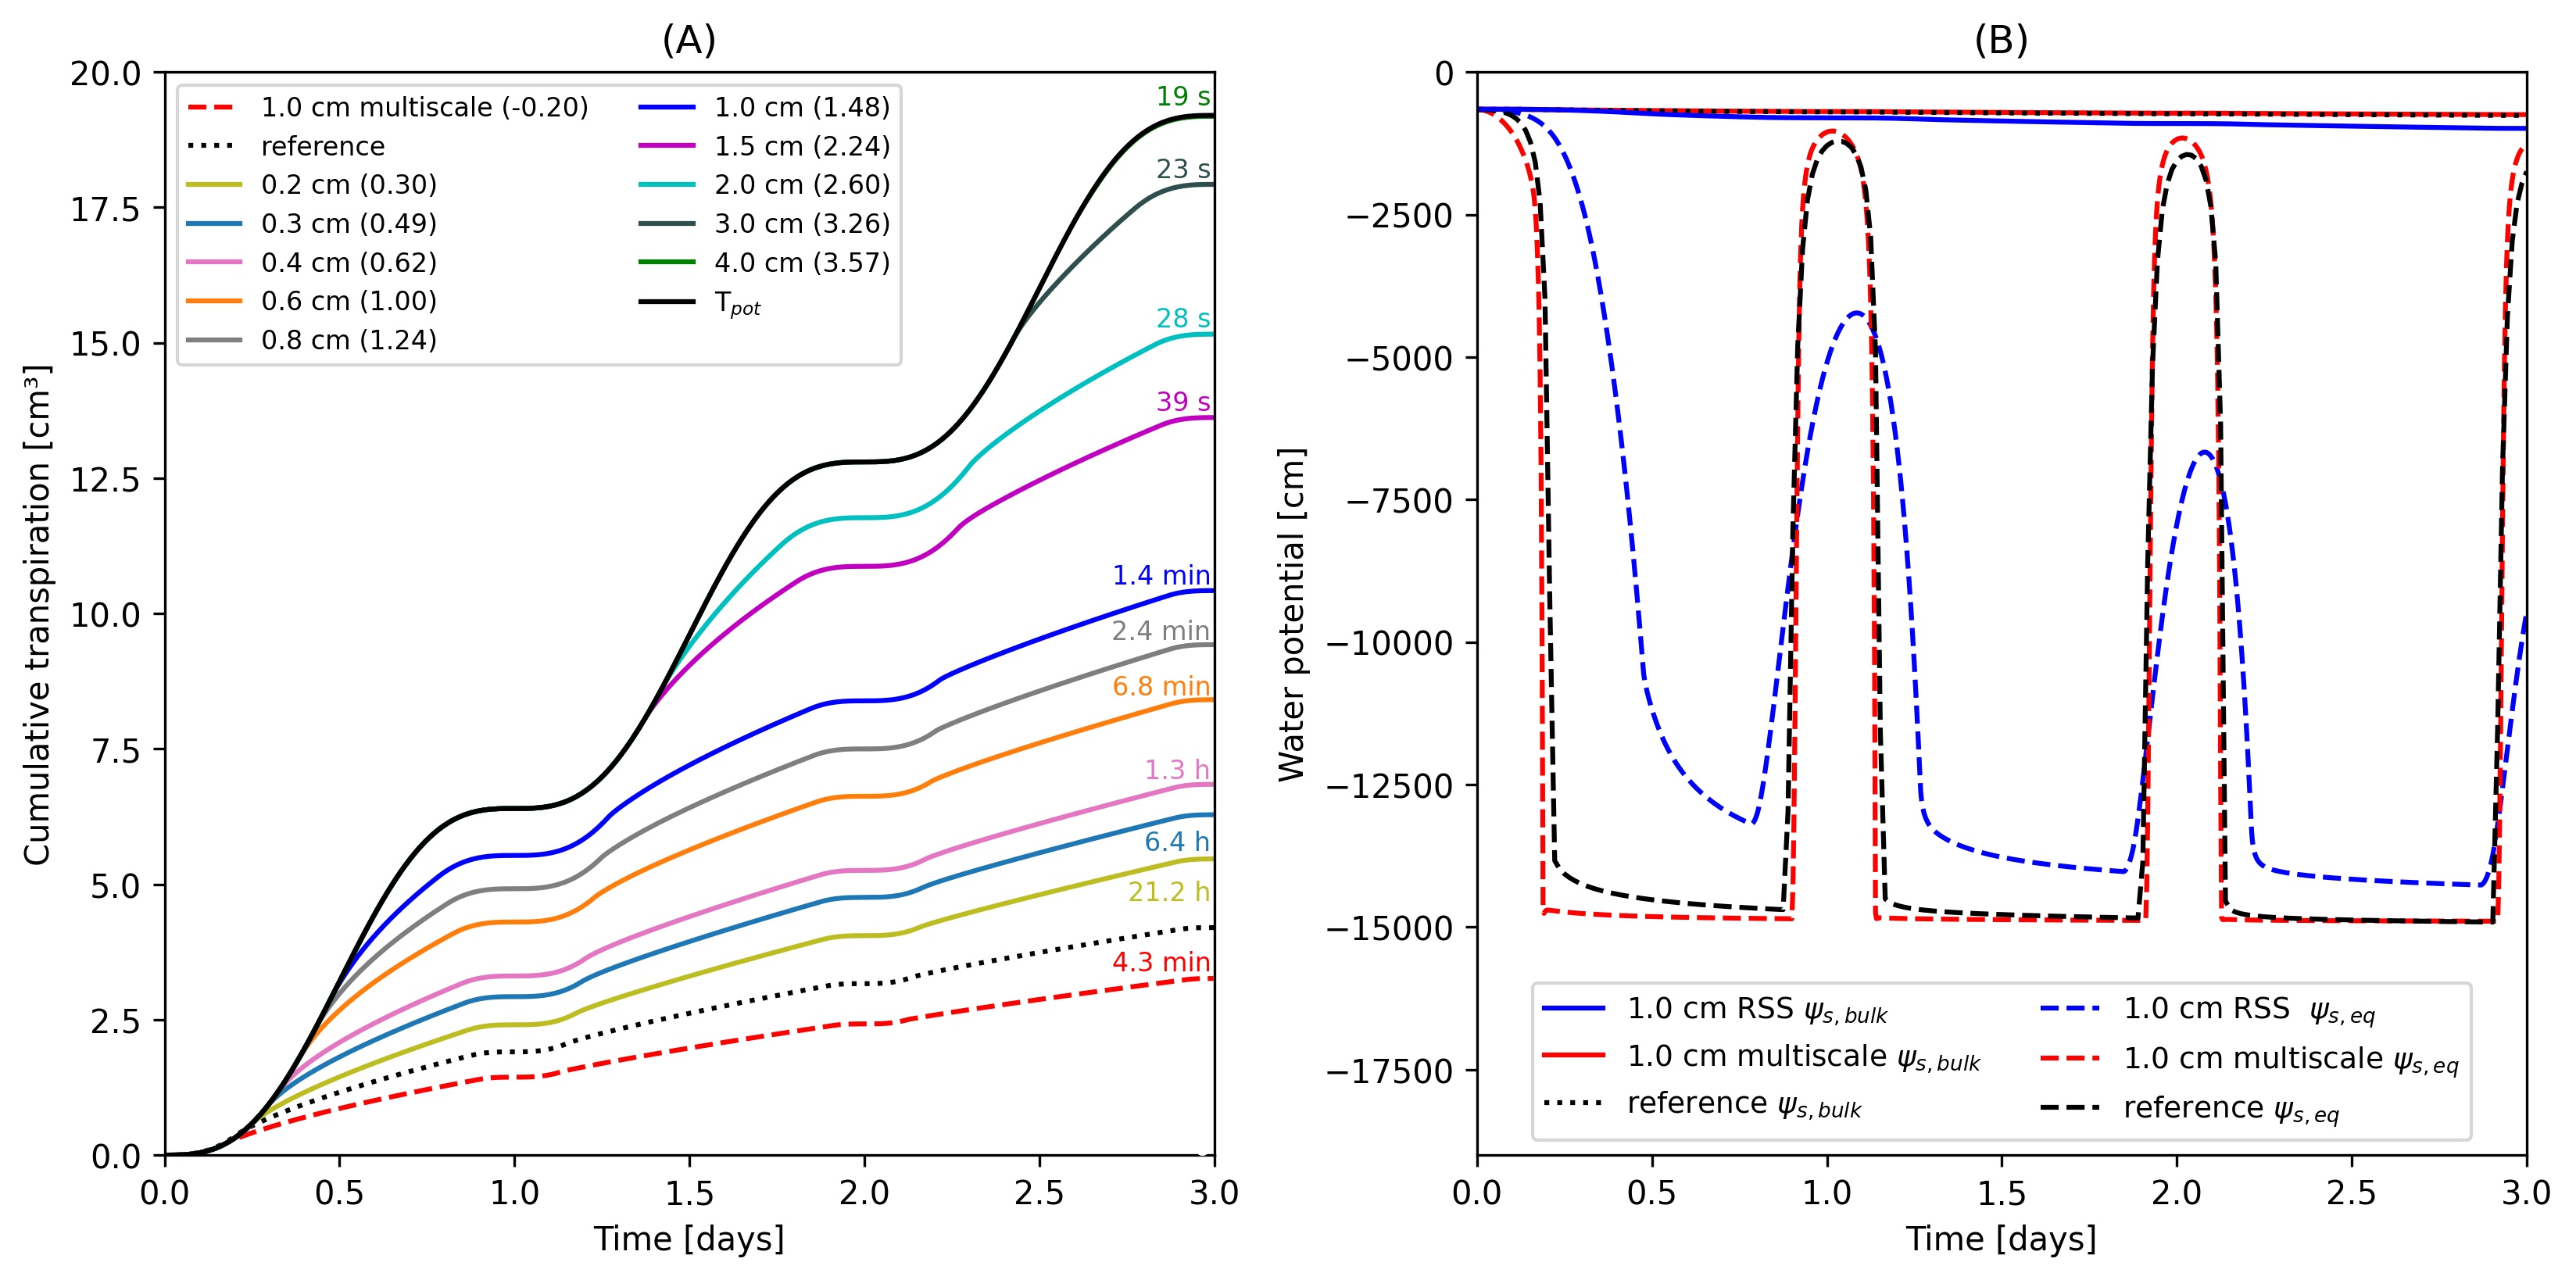 (A)
20.0
17.5
15.0
12.5
10.0
7.5
5.0
2.5
0.0
Cumulative transpiration [cm³]
1.0 cm multiscale (-0.20)
reference
0.2 cm (0.30)
0.3 cm (0.49)
0.4 cm (0.62)
0.6 cm (1.00)
0.8 cm (1.24)
1.0 cm (1.48)
1.5 cm (2.24)
2.0 cm (2.60)
3.0 cm (3.26)
4.0 cm (3.57)
T_pot
19 s
23 s
28 s
39 s
1.4 min
2.4 min
6.8 min
1.3 h
6.4 h
21.2 h
4.3 min
0.0 0.5 1.0 1.5 2.0 2.5 3.0
Time [days]
(B)
0
−2500
−5000
−7500
−10000
−12500
−15000
−17500
Water potential [cm]
1.0 cm RSS ψ_s,bulk
1.0 cm multiscale ψ_s,bulk
reference ψ_s,bulk
1.0 cm RSS ψ_s,eq
1.0 cm multiscale ψ_s,eq
reference ψ_s,eq
0.0 0.5 1.0 1.5 2.0 2.5 3.0
Time [days]